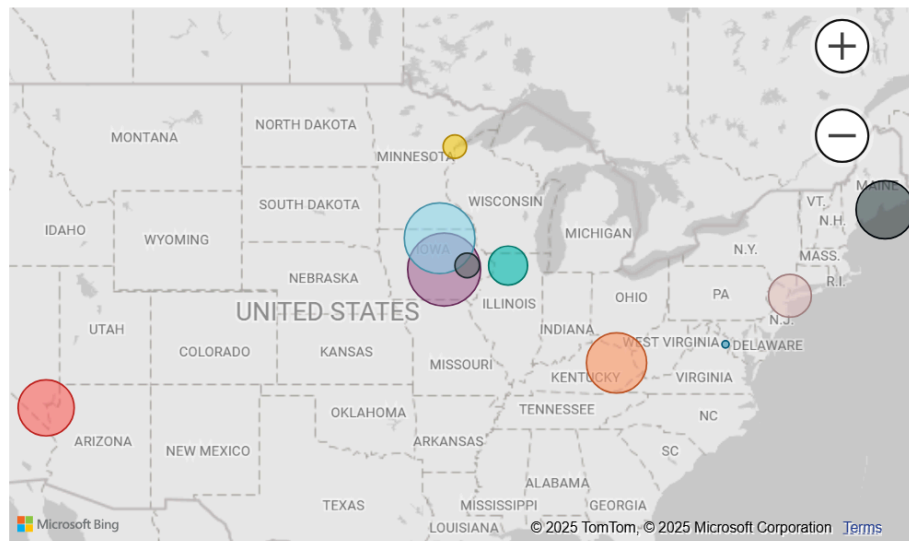 MONTANA
NORTH DAKOTA
MINNESOTA
SOUTH DAKOTA
WISCONSIN
MAINE
VT.
N.H.
IDAHO
WYOMING
MICHIGAN
IOWA
N.Y.
MASS.
NEBRASKA
R.I.
UNITED STATES
ILLINOIS
OHIO
PA
UTAH
INDIANA
N.J.
COLORADO
KANSAS
MISSOURI
WEST VIRGINIA
DELAWARE
KENTUCKY
VIRGINIA
ARIZONA
NEW MEXICO
OKLAHOMA
ARKANSAS
TENNESSEE
NC
SC
TEXAS
MISSISSIPPI
ALABAMA
GEORGIA
LOUISIANA
Microsoft Bing
© 2025 TomTom, © 2025 Microsoft Corporation Terms